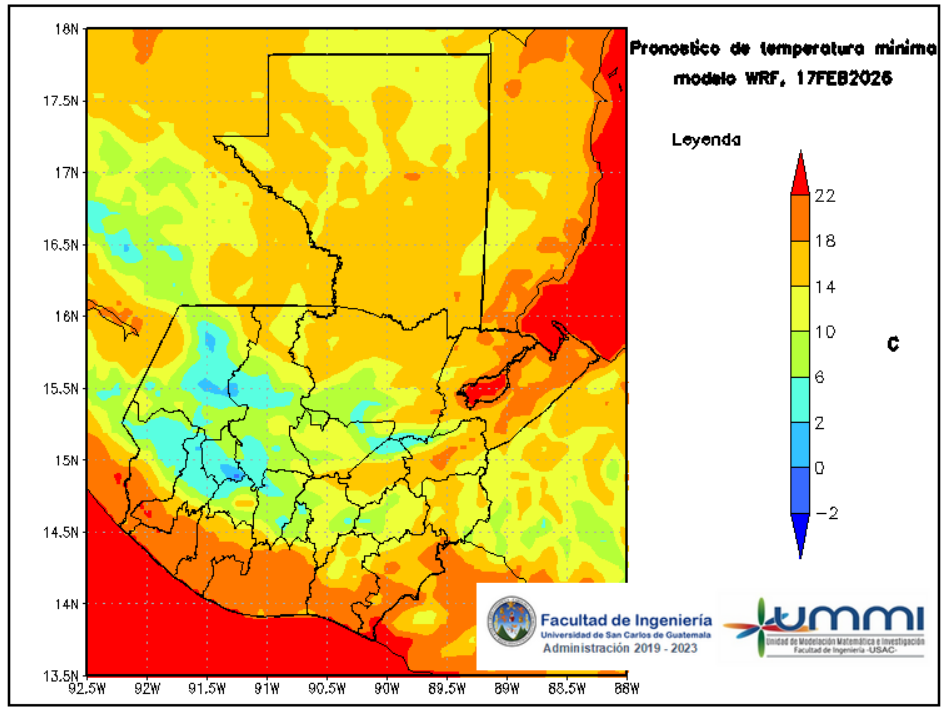 Pronostico de temperatura minima
modelo WRF, 17FEB2026
Leyenda
22
18
14
10
6
2
0
−2
C
18N
17.5N
17N
16.5N
16N
15.5N
15N
14.5N
14N
13.5N
92.5W
92W
91.5W
91W
90.5W
90W
89.5W
89W
88.5W
88W
Facultad de Ingeniería
Universidad de San Carlos de Guatemala
Administración 2019 - 2023
UMMI
Unidad de Modelación Matemática e Investigación
Facultad de Ingeniería -USAC-